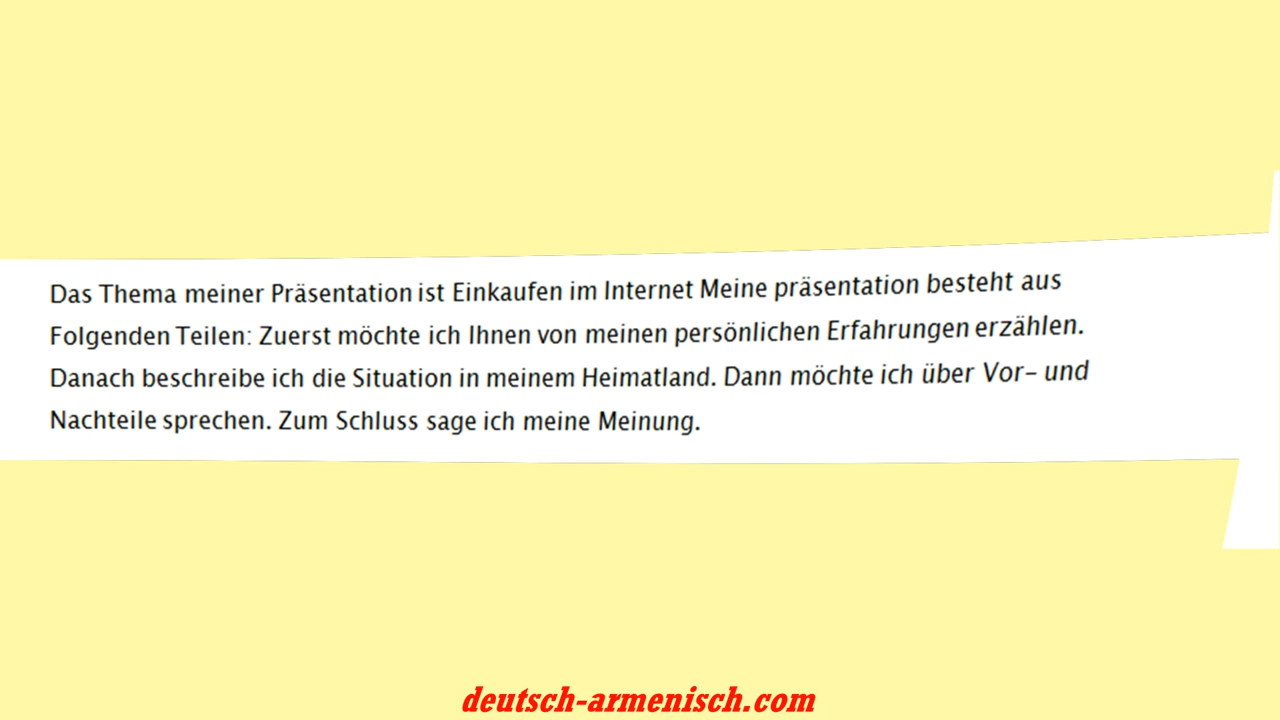 Das Thema meiner Präsentation ist Einkaufen im Internet Meine präsentation besteht aus
Folgenden Teilen: Zuerst möchte ich Ihnen von meinen persönlichen Erfahrungen erzählen.
Danach beschreibe ich die Situation in meinem Heimatland. Dann möchte ich über Vor- und
Nachteile sprechen. Zum Schluss sage ich meine Meinung.
deutsch-armenisch.com